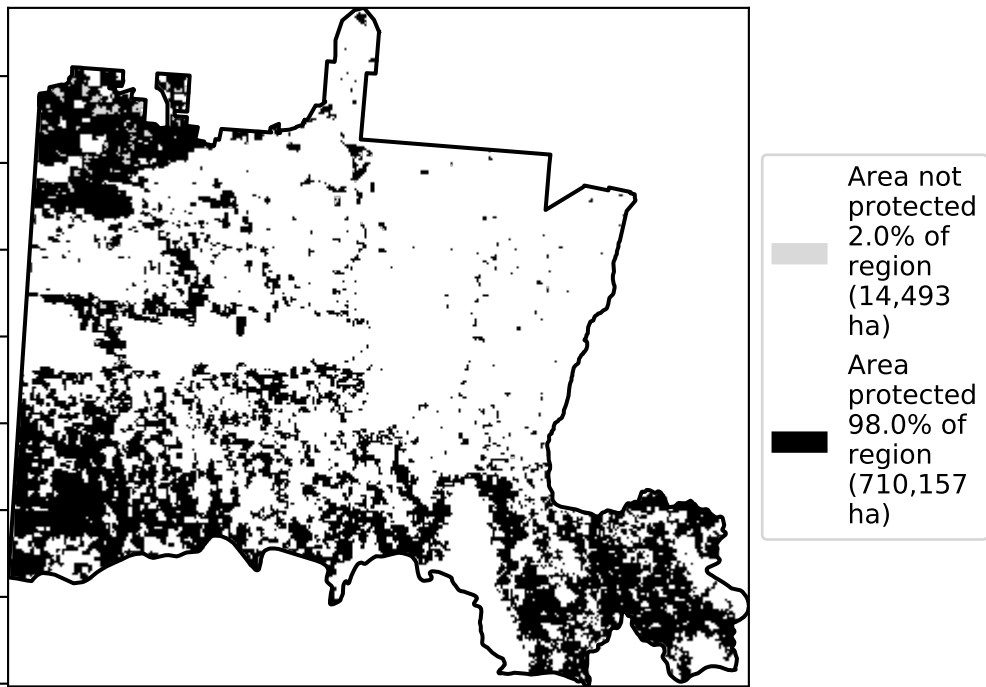 Area not
protected
2.0% of
region
(14,493
ha)
Area
protected
98.0% of
region
(710,157
ha)